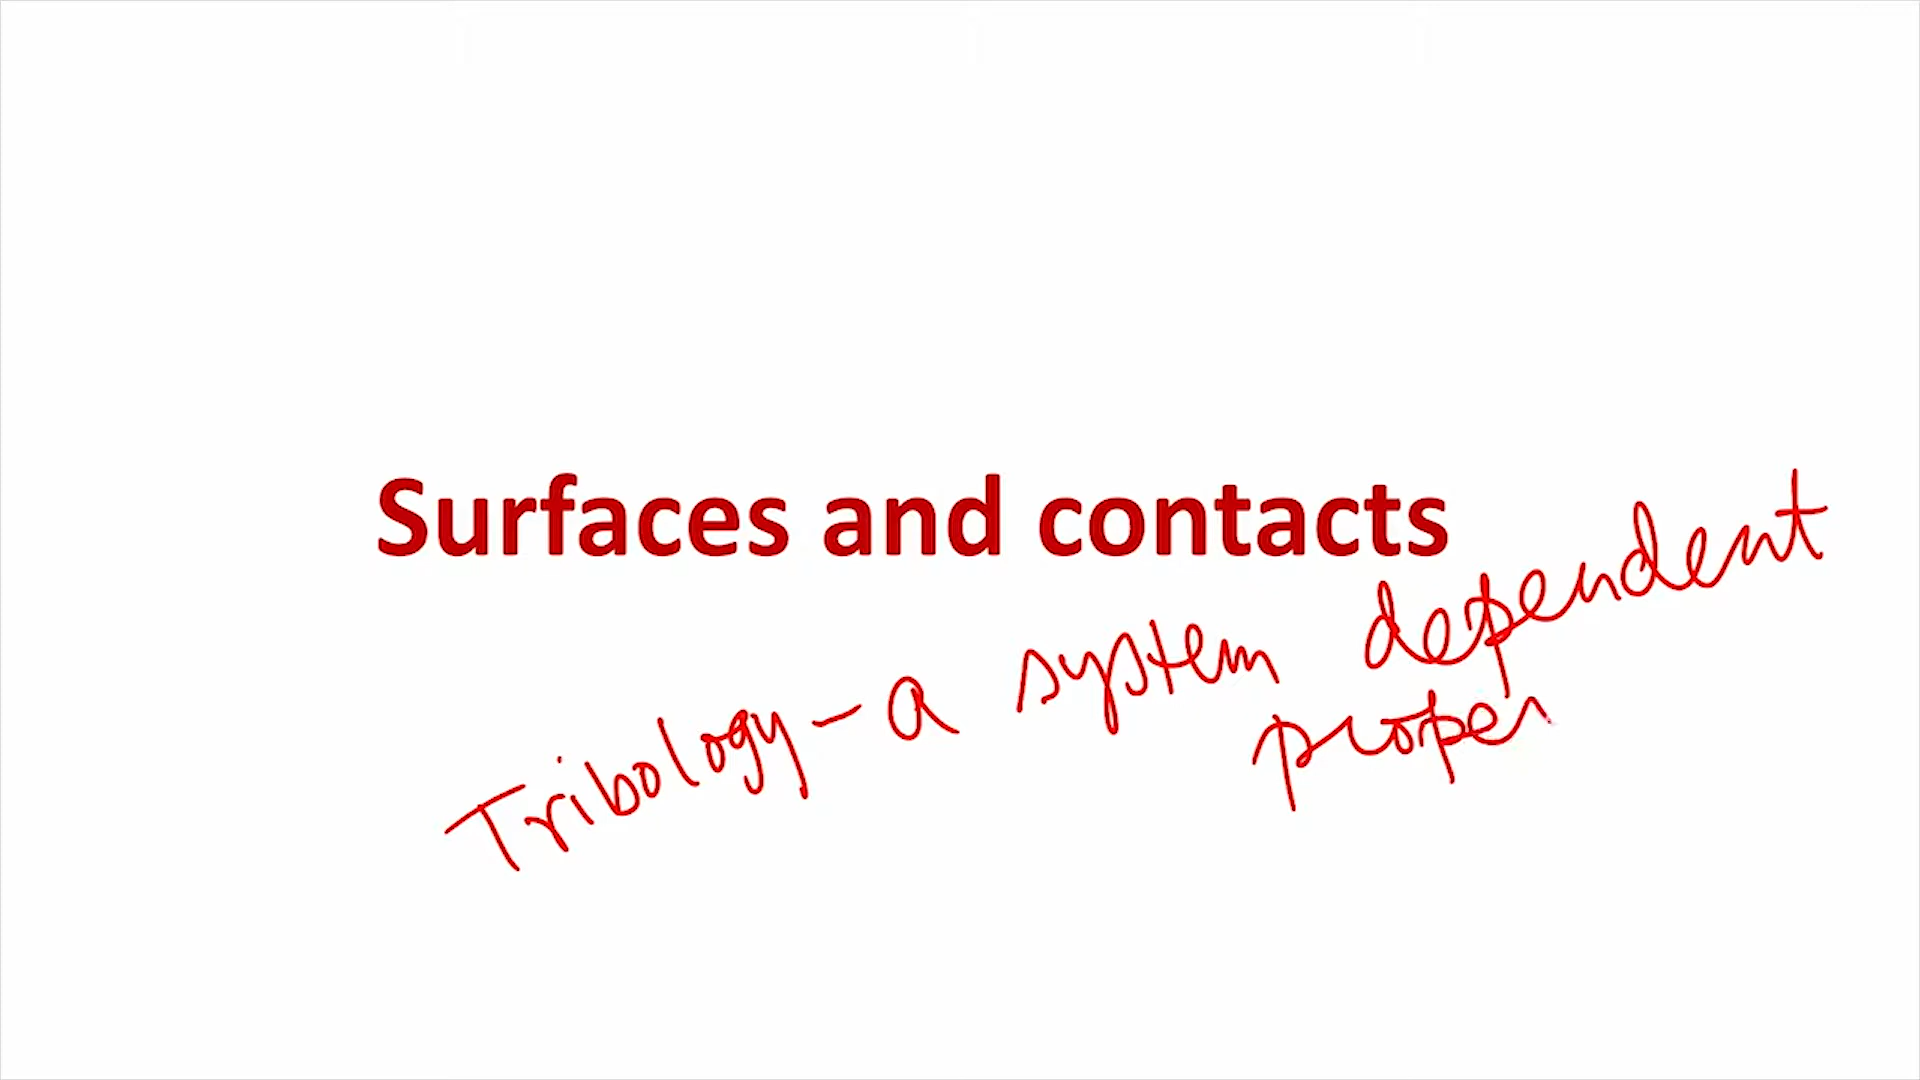 Surfaces and contacts
Tribology - a system dependent
proper